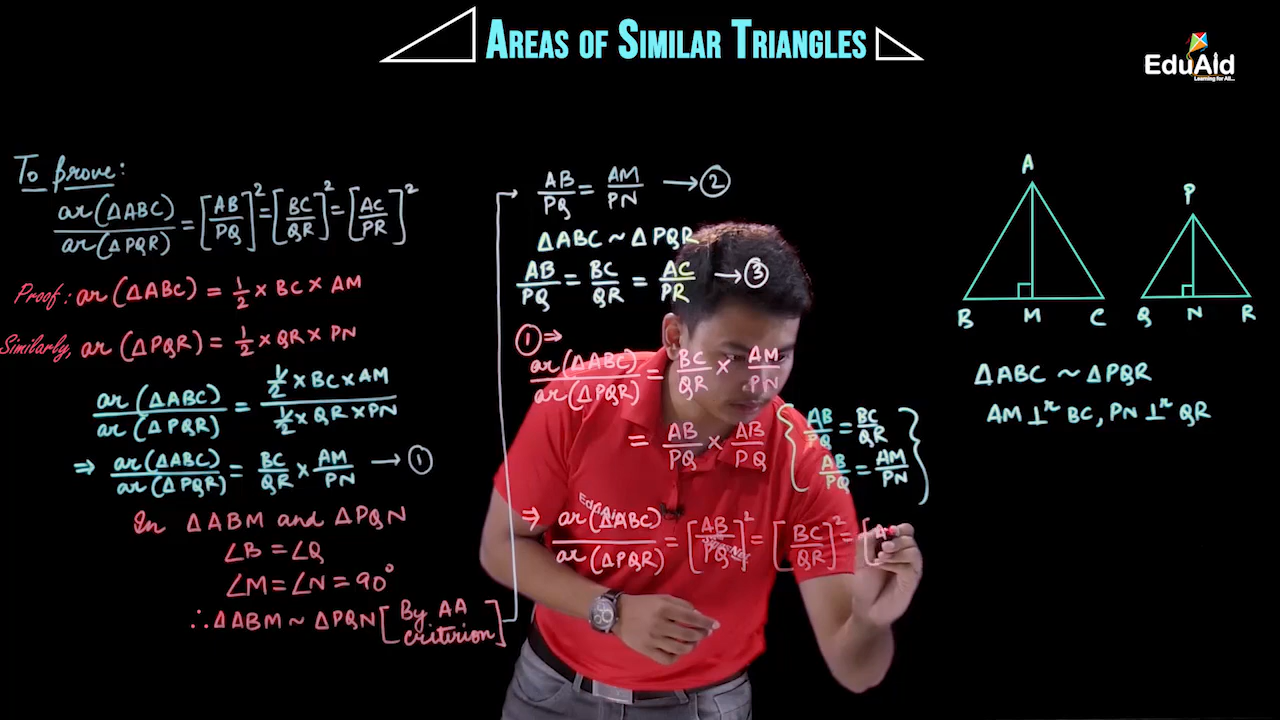 AREAS OF SIMILAR TRIANGLES
EduAid
Learning for All...
To prove:
ar(ΔABC)/ar(ΔPQR) = [AB/PQ]² = [BC/QR]² = [AC/PR]²
Proof: ar(ΔABC) = 1/2 × BC × AM
Similarly, ar(ΔPQR) = 1/2 × QR × PN
ar(ΔABC)/ar(ΔPQR) = (1/2 × BC × AM)/(1/2 × QR × PN)
⇒ ar(ΔABC)/ar(ΔPQR) = BC/QR × AM/PN → ①
In ΔABM and ΔPQN
∠B = ∠Q
∠M = ∠N = 90°
∴ ΔABM ~ ΔPQN [By AA criterion]
AB/PQ = AM/PN → ②
ΔABC ~ ΔPQR
AB/PQ = BC/QR = AC/PR → ③
① ⇒
ar(ΔABC)/ar(ΔPQR) = BC/QR × AM/PN
= AB/PQ × AB/PQ {AB/PQ = BC/QR
AB/PQ = AM/PN}
⇒ ar(ΔABC)/ar(ΔPQR) = [AB/PQ]² = [BC/QR]² = [A
A
P
B M C Q N R
ΔABC ~ ΔPQR
AM ⊥ʳ BC, PN ⊥ʳ QR